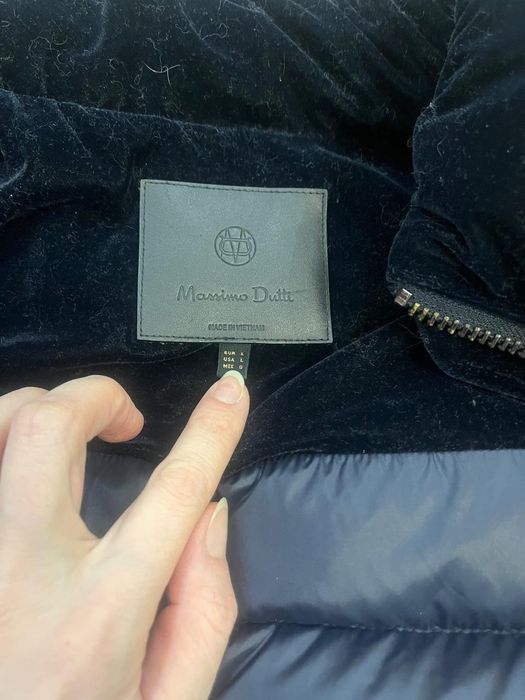 Massimo Dutti
MADE IN VIETNAM
EUR L
USA L
MEX G